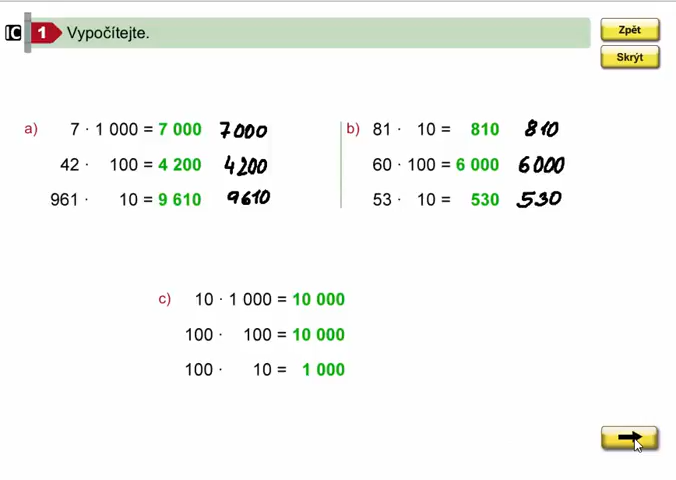 1 Vypočítejte.
Zpět
Skrýt
a) 7 · 1 000 = 7 000 7000
42 · 100 = 4 200 4200
961 · 10 = 9 610 9610
b) 81 · 10 = 810 810
60 · 100 = 6 000 6000
53 · 10 = 530 530
c) 10 · 1 000 = 10 000
100 · 100 = 10 000
100 · 10 = 1 000